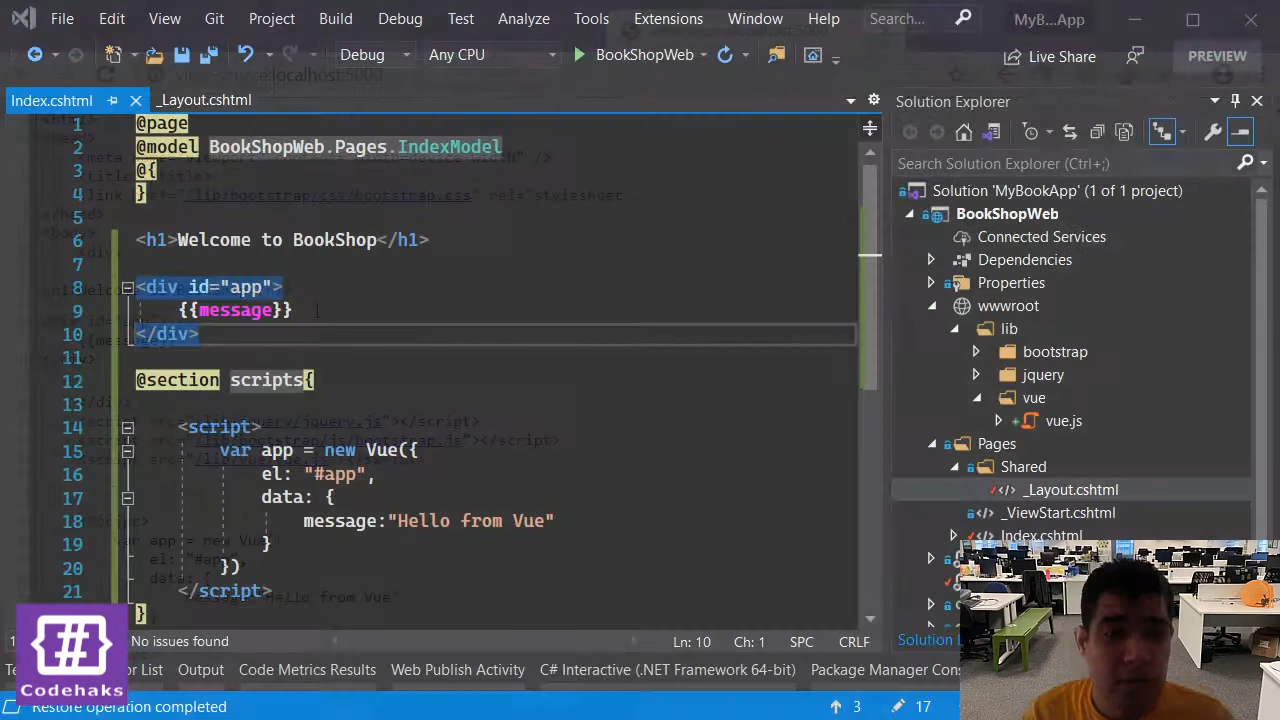 File Edit View Git Project Build Debug Test Analyze Tools Extensions Window Help Search... MyB...App
Debug Any CPU BookShopWeb Live Share PREVIEW
view-source:localhost:5000
Index.cshtml _Layout.cshtml
1 @page
2 @model BookShopWeb.Pages.IndexModel
3 @{
4 }
5
6 <h1>Welcome to BookShop</h1>
7
8 <div id="app">
9 {{message}}
10 </div>
11
12 @section scripts{
13
14 <script>
15 var app = new Vue({
16 el: "#app",
17 data: {
18 message:"Hello from Vue"
19 }
20 })
21 </script>
}
Solution Explorer
Search Solution Explorer (Ctrl+;)
Solution 'MyBookApp' (1 of 1 project)
BookShopWeb
Connected Services
Dependencies
Properties
wwwroot
lib
bootstrap
jquery
vue
vue.js
Pages
Shared
_Layout.cshtml
_ViewStart.cshtml
Index.cshtml
No issues found Ln: 10 Ch: 1 SPC CRLF
Output Code Metrics Results Web Publish Activity C# Interactive (.NET Framework 64-bit) Package Manager Con
Restore operation completed 3 17
{#}
Codehaks